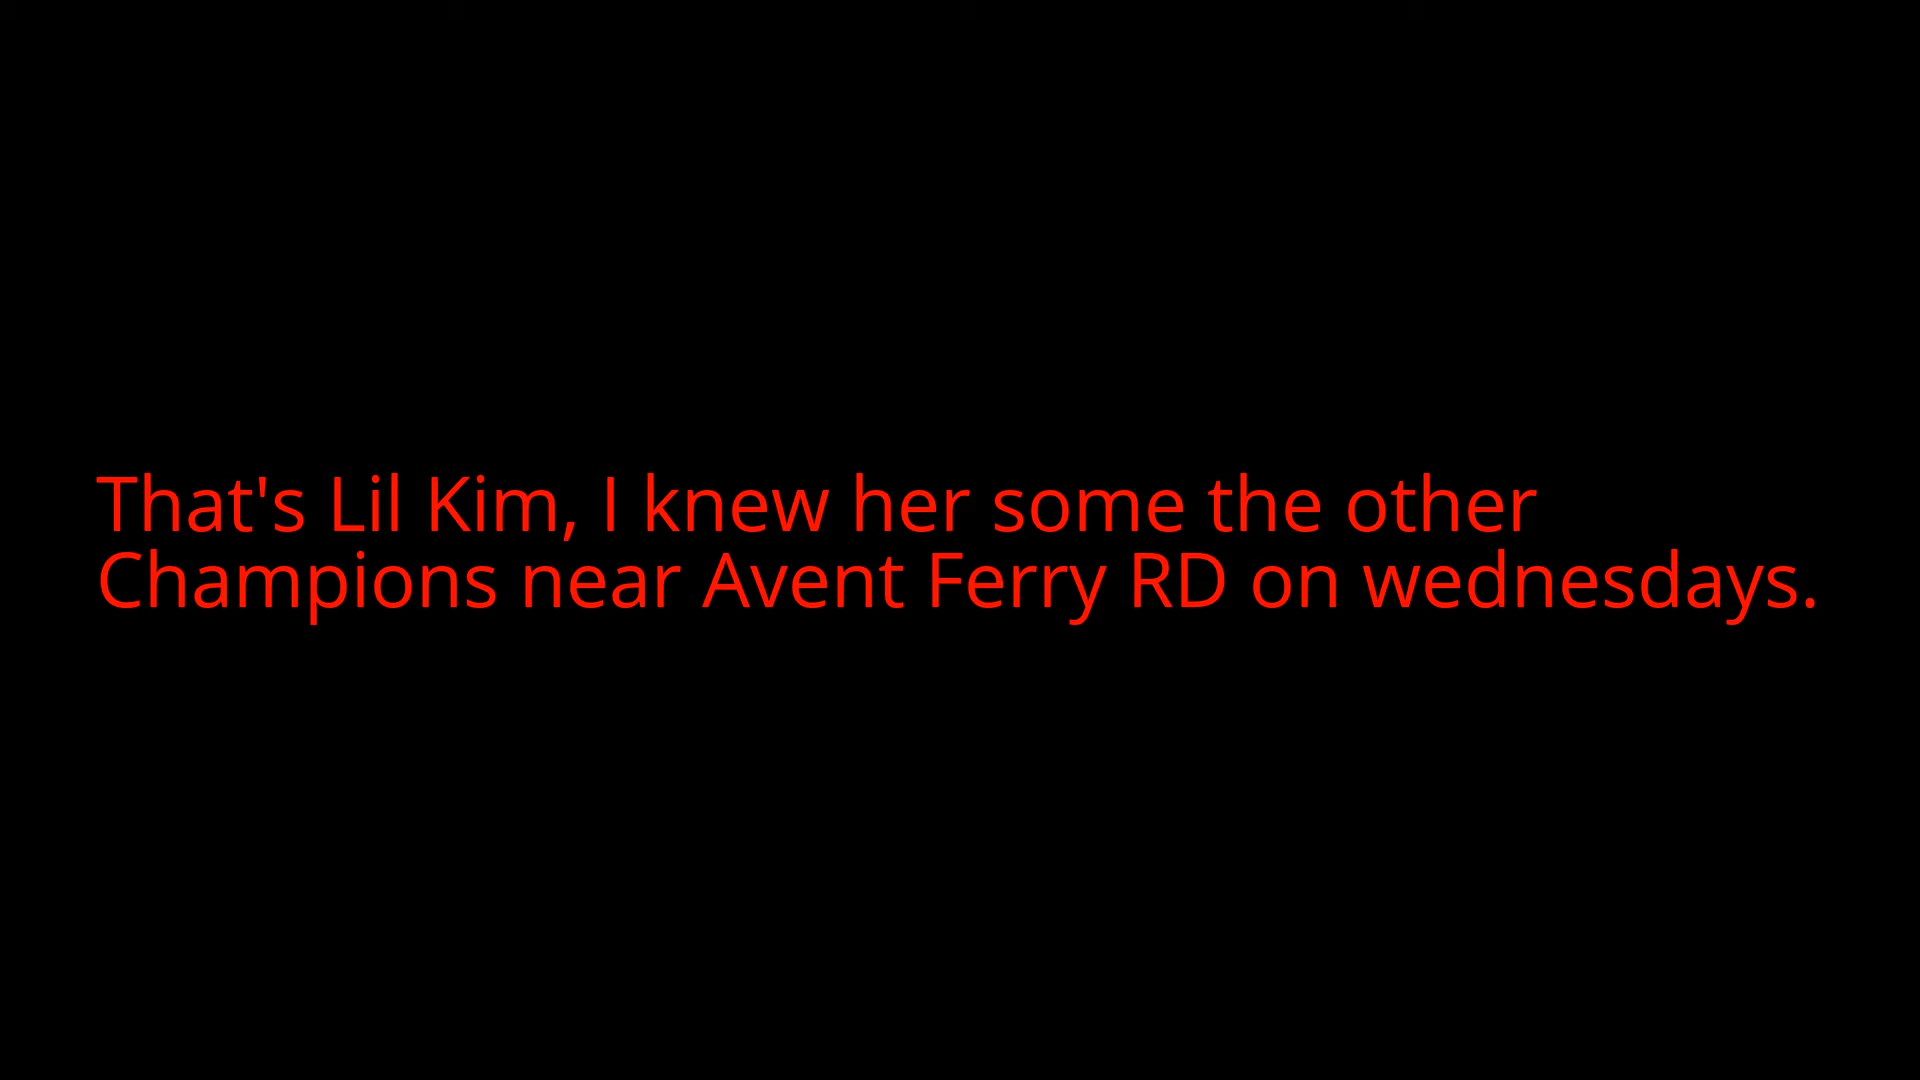 That's Lil Kim, I knew her some the other
Champions near Avent Ferry RD on wednesdays.